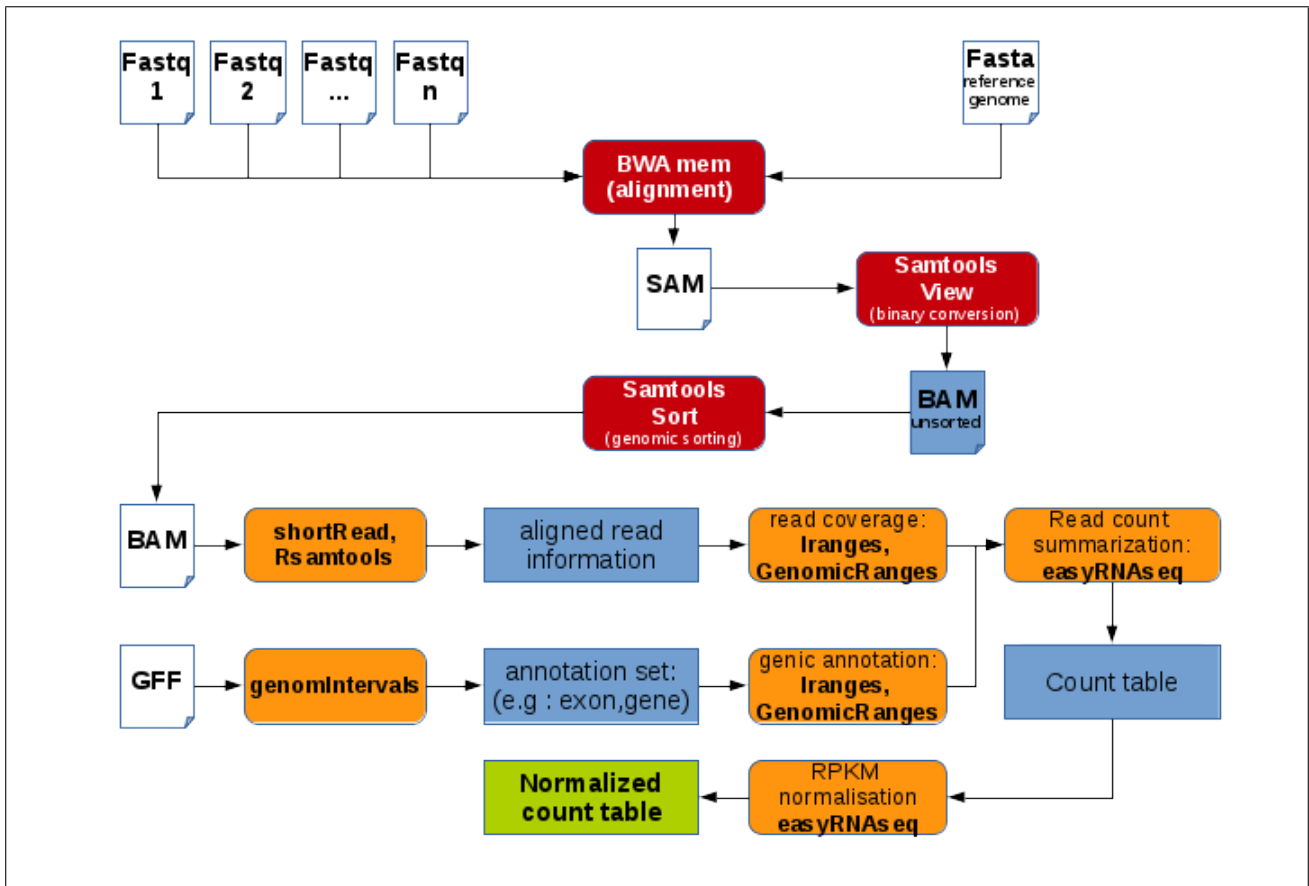 Fastq
1
Fastq
2
Fastq
...
Fastq
n
Fasta
reference
genome
BWA mem
(alignment)
SAM
Samtools
View
(binary conversion)
Samtools
Sort
(genomic sorting)
BAM
unsorted
BAM
shortRead,
Rsamtools
aligned read
information
read coverage:
Iranges,
GenomicRanges
Read count
summarization:
easyRNAseq
GFF
genomIntervals
annotation set:
(e.g : exon,gene)
genic annotation:
Iranges,
GenomicRanges
Count table
Normalized
count table
RPKM
normalisation
easyRNAseq